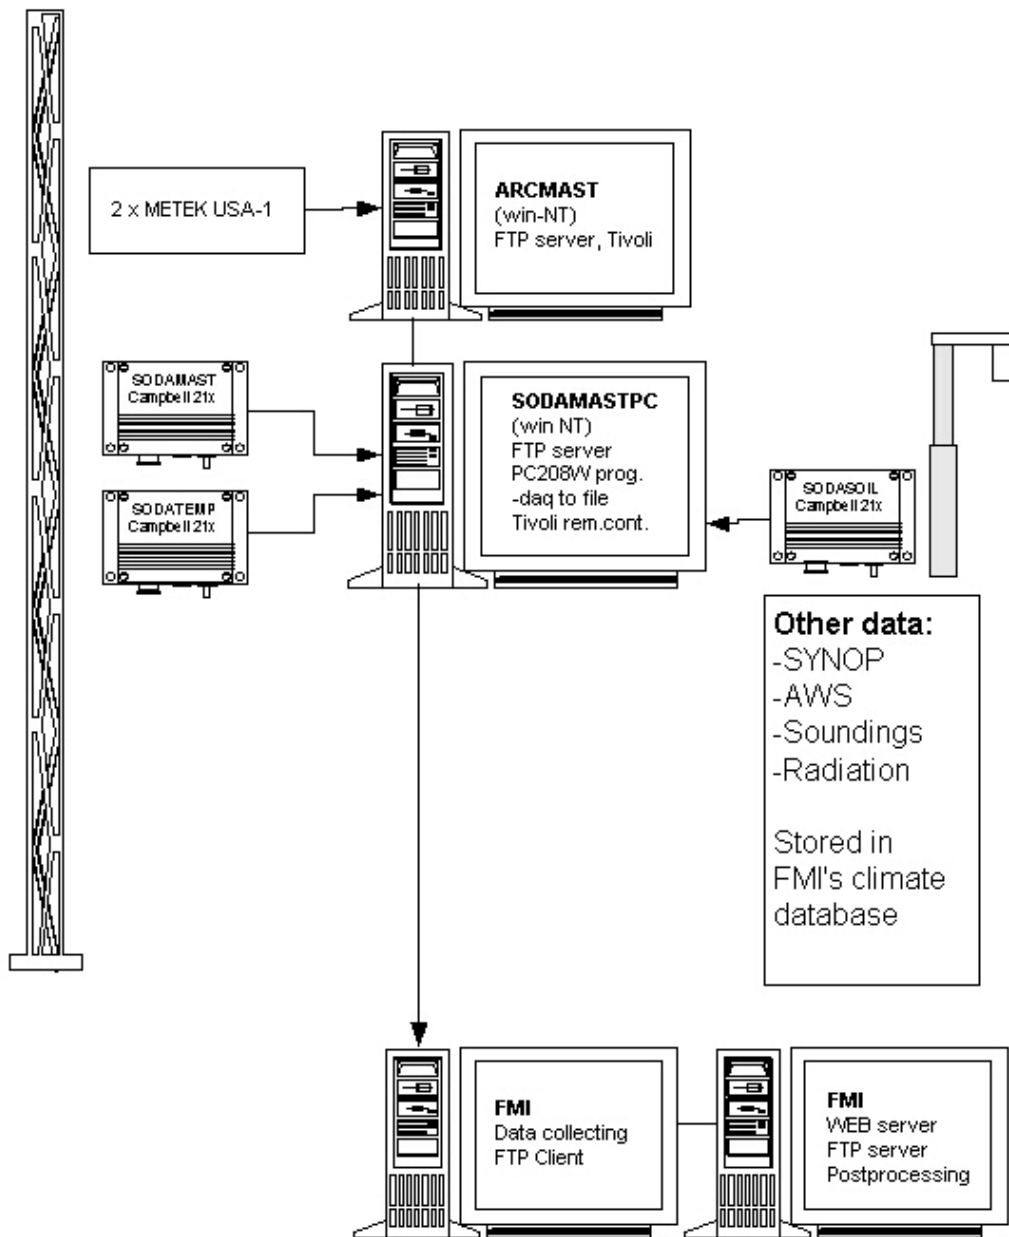 2 x METEK USA-1
ARCMAST
(win-NT)
FTP server, Tivoli
SODAMAST
Campbell 21x
SODATEMP
Campbell 21x
SODAMASTPC
(win NT)
FTP server
PC208W prog.
-daq to file
Tivoli rem.cont.
SODASOIL
Campbell 21x
Other data:
-SYNOP
-AWS
-Soundings
-Radiation
Stored in
FMI's climate
database
FMI
Data collecting
FTP Client
FMI
WEB server
FTP server
Postprocessing